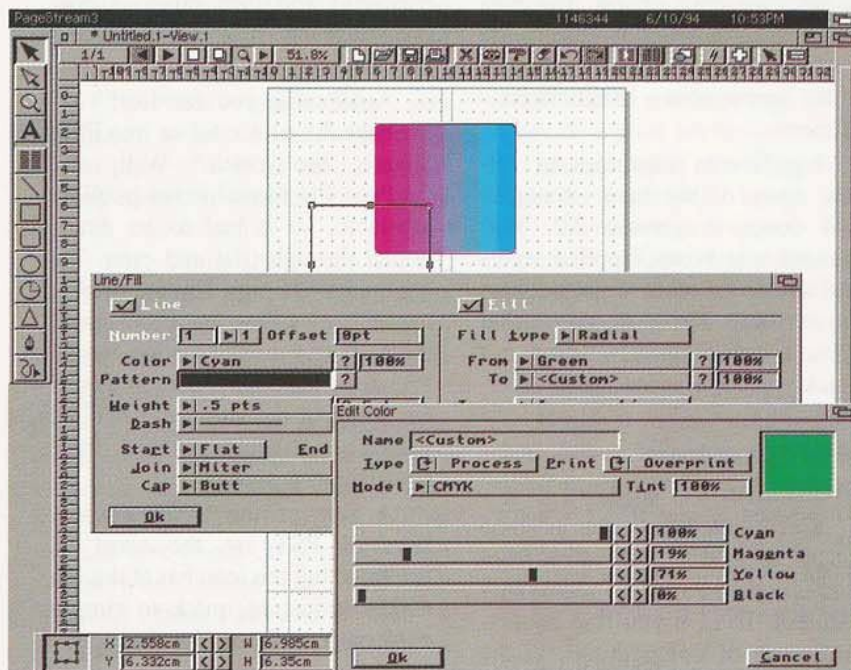 PageStream3 1146344 6/10/94 10:53PM
* Untitled.1-View.1
1/1 51.8%
A
Line/Fill
Line Fill
Number 1 1 Offset 0pt Fill type Radial
Color Cyan ? 100% From Green ? 100%
Pattern ? To <Custom> ? 100%
Weight .5 pts
Dash
Start Flat End
Join Miter
Cap Butt
Ok
Edit Color
Name <Custom>
Type Process Print Overprint
Model CMYK Tint 100%
100% Cyan
19% Magenta
71% Yellow
0% Black
Ok Cancel
X 2.558cm W 6.985cm
Y 6.332cm H 6.35cm